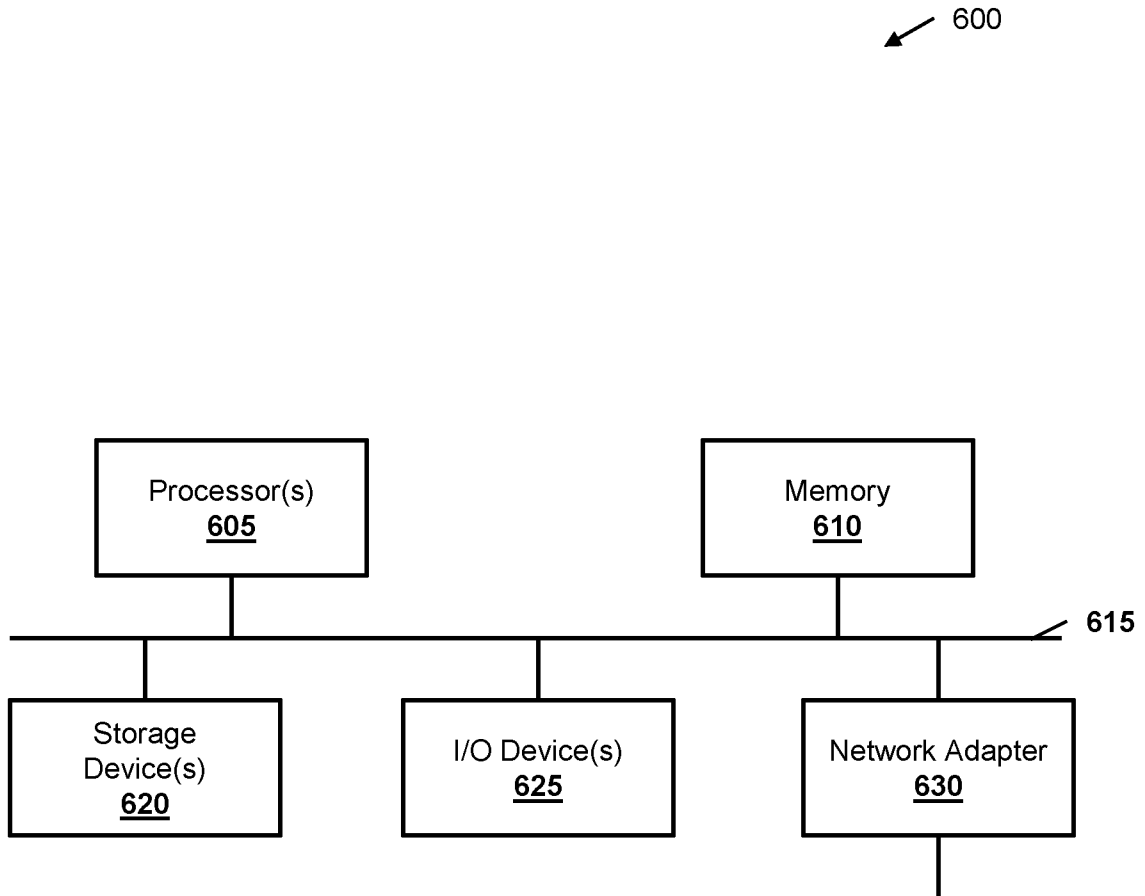 600
Processor(s)
605
Memory
610
615
Storage
Device(s)
620
I/O Device(s)
625
Network Adapter
630